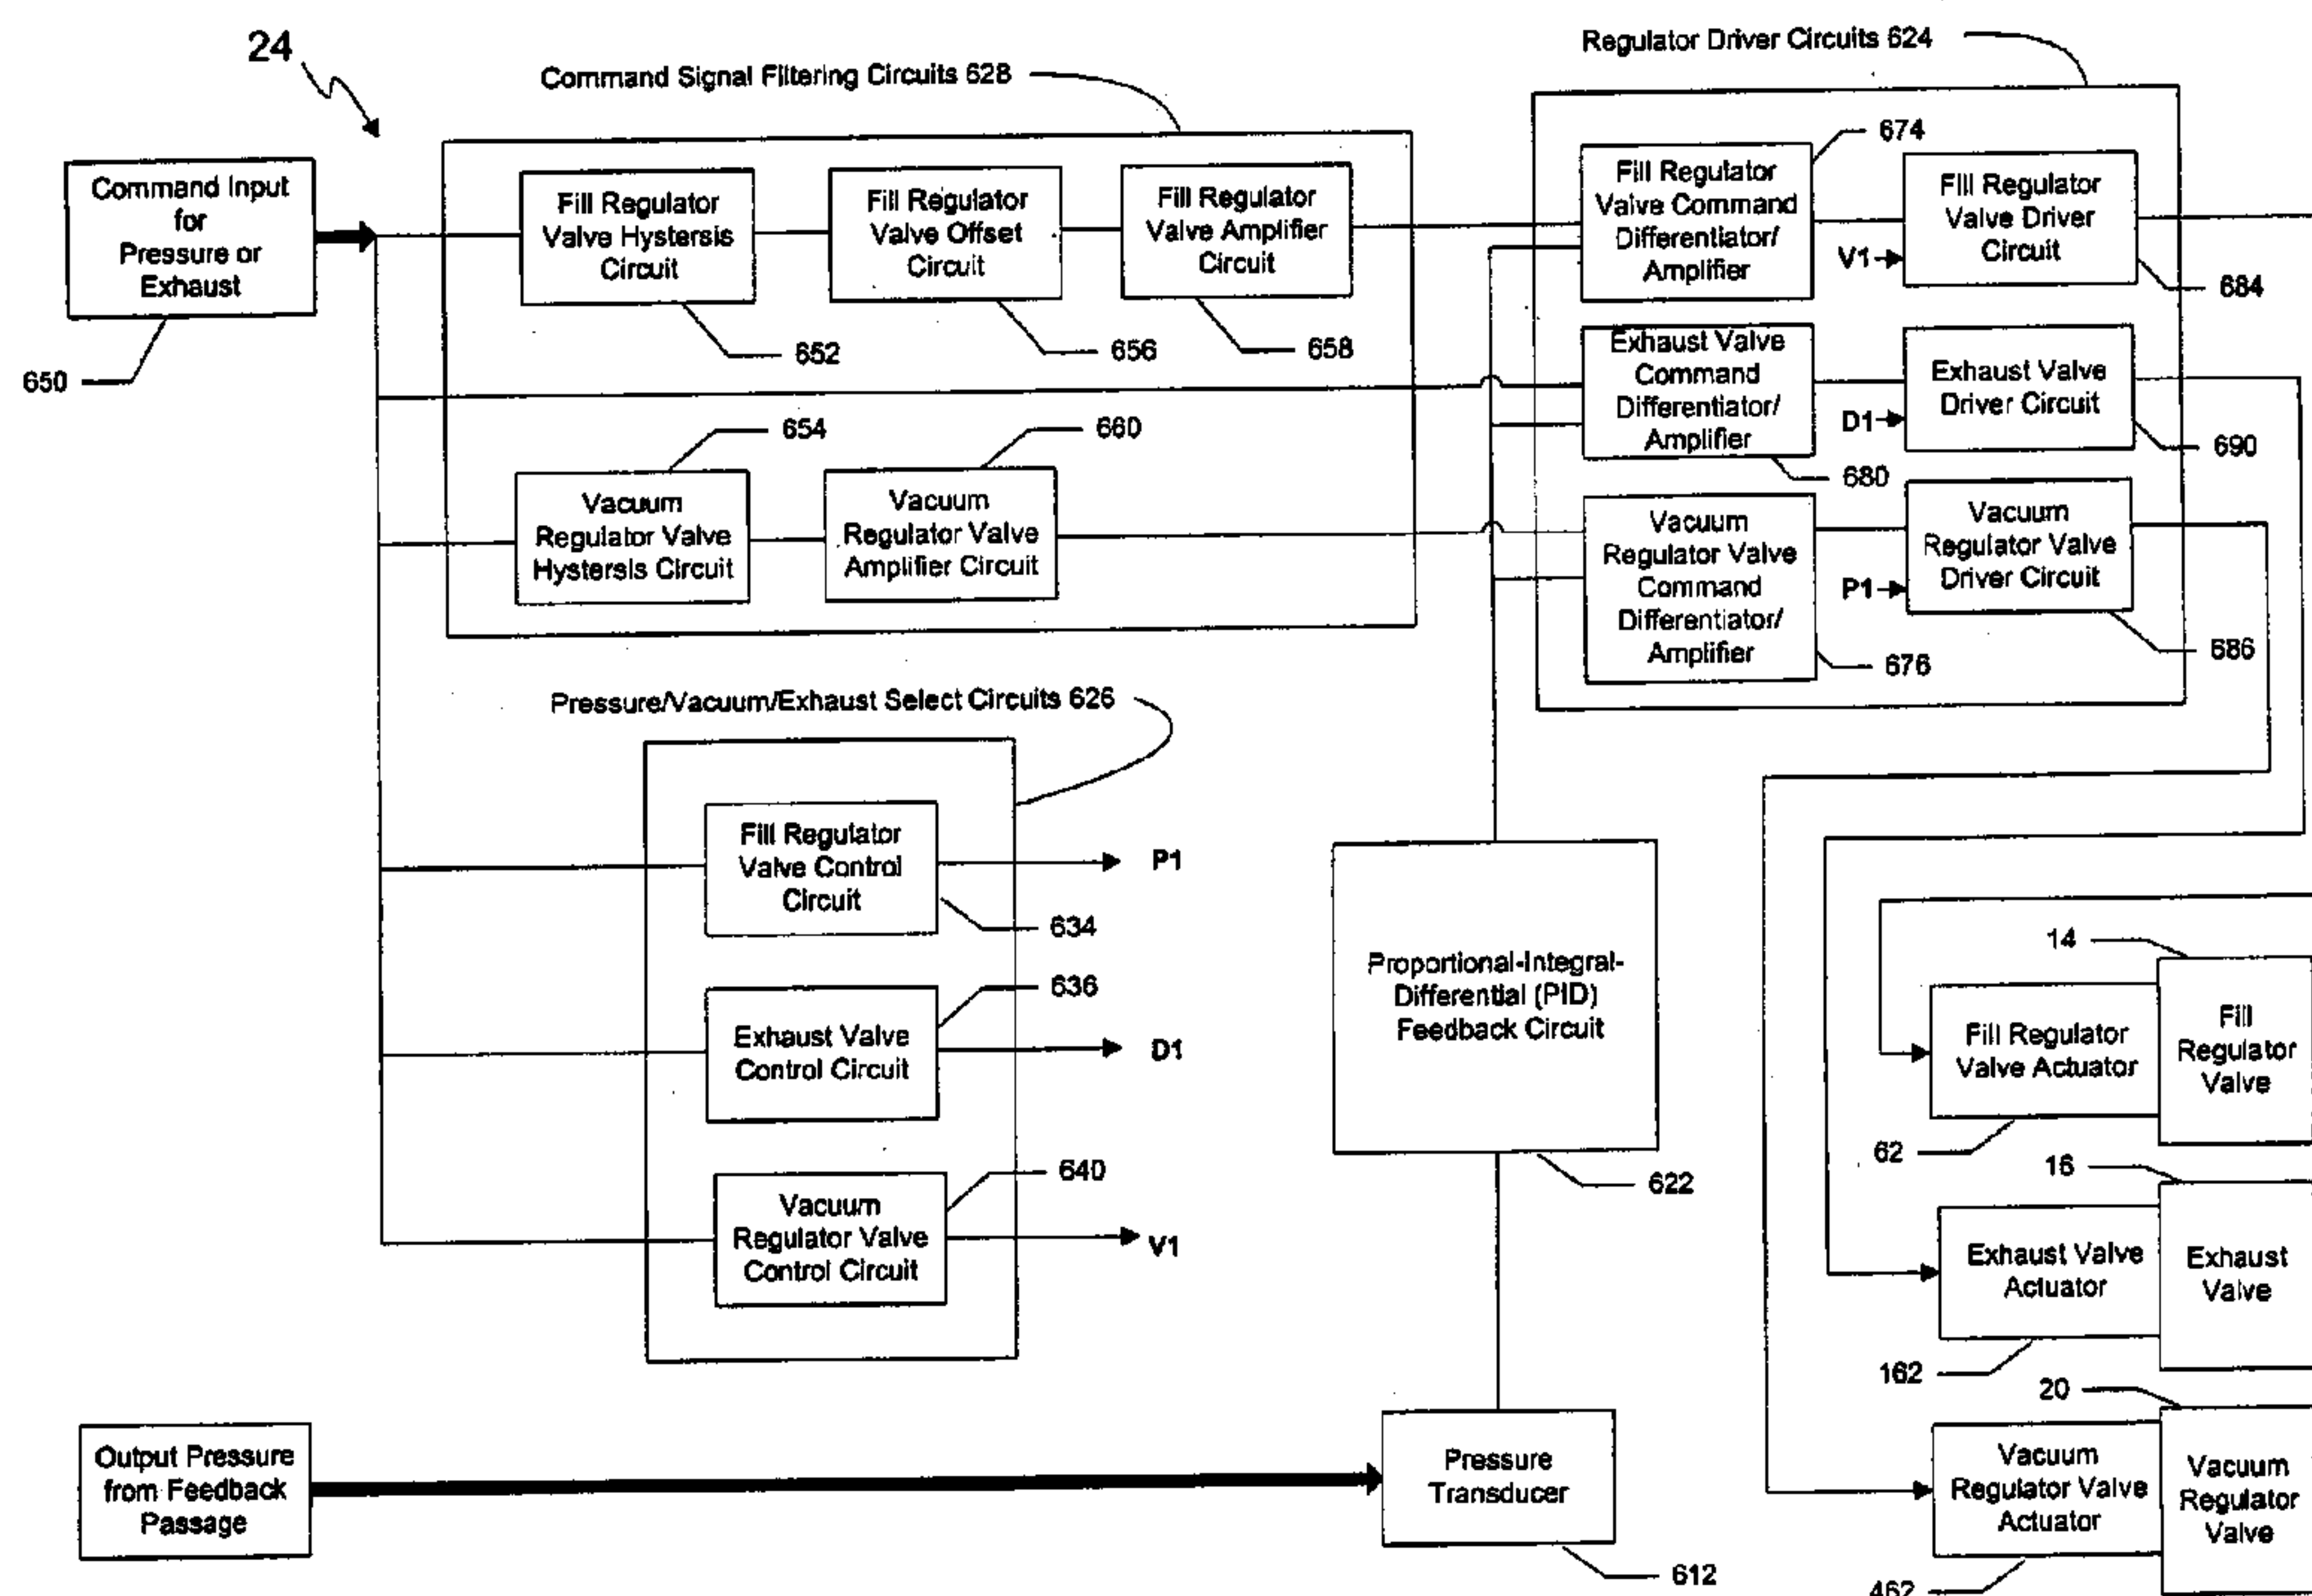 24
Command Signal Filtering Circuits 628
Regulator Driver Circuits 624
Command Input
for
Pressure or
Exhaust
650
Fill Regulator
Valve Hystersis
Circuit
652
Fill Regulator
Valve Offset
Circuit
656
Fill Regulator
Valve Amplifier
Circuit
658
Fill Regulator
Valve Command
Differentiator/
Amplifier
674
V1
Fill Regulator
Valve Driver
Circuit
684
Exhaust Valve
Command
Differentiator/
Amplifier
680
D1
Exhaust Valve
Driver Circuit
690
654
Vacuum
Regulator Valve
Hystersis Circuit
660
Vacuum
Regulator Valve
Amplifier Circuit
Vacuum
Regulator Valve
Command
Differentiator/
Amplifier
676
P1
Vacuum
Regulator Valve
Driver Circuit
686
Pressure/Vacuum/Exhaust Select Circuits 626
Fill Regulator
Valve Control
Circuit
P1
634
636
Exhaust Valve
Control Circuit
D1
640
Vacuum
Regulator Valve
Control Circuit
V1
Proportional-Integral-
Differential (PID)
Feedback Circuit
622
14
Fill Regulator
Valve Actuator
Fill
Regulator
Valve
62
16
Exhaust Valve
Actuator
Exhaust
Valve
162
20
Vacuum
Regulator Valve
Actuator
Vacuum
Regulator
Valve
462
Output Pressure
from Feedback
Passage
Pressure
Transducer
612